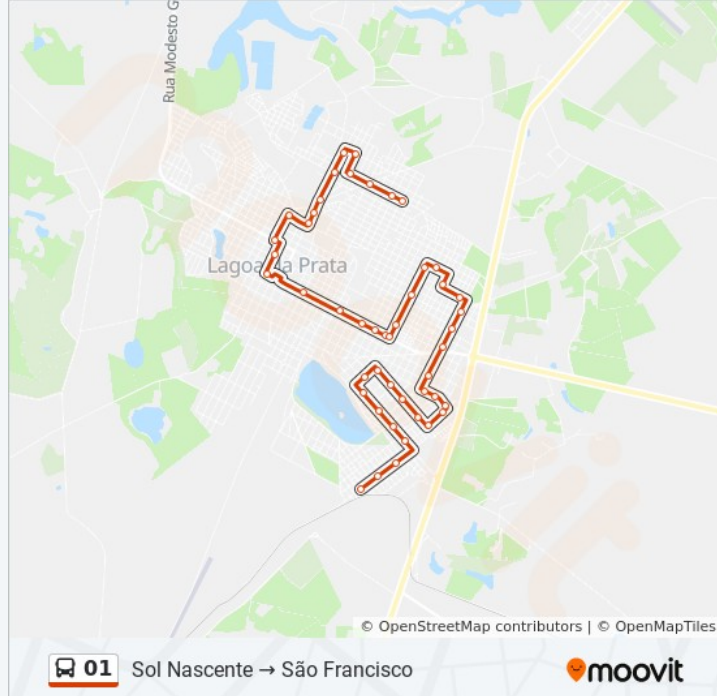 Rua Modesto G
Lagoa da Prata
© OpenStreetMap contributors | © OpenMapTiles
01 Sol Nascente → São Francisco
moovit